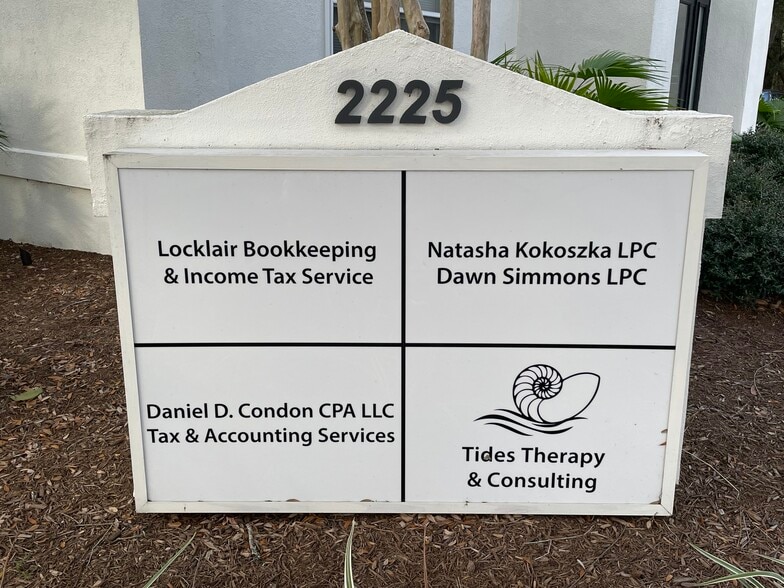 2225
Locklair Bookkeeping
& Income Tax Service
Natasha Kokoszka LPC
Dawn Simmons LPC
Daniel D. Condon CPA LLC
Tax & Accounting Services
Tides Therapy
& Consulting